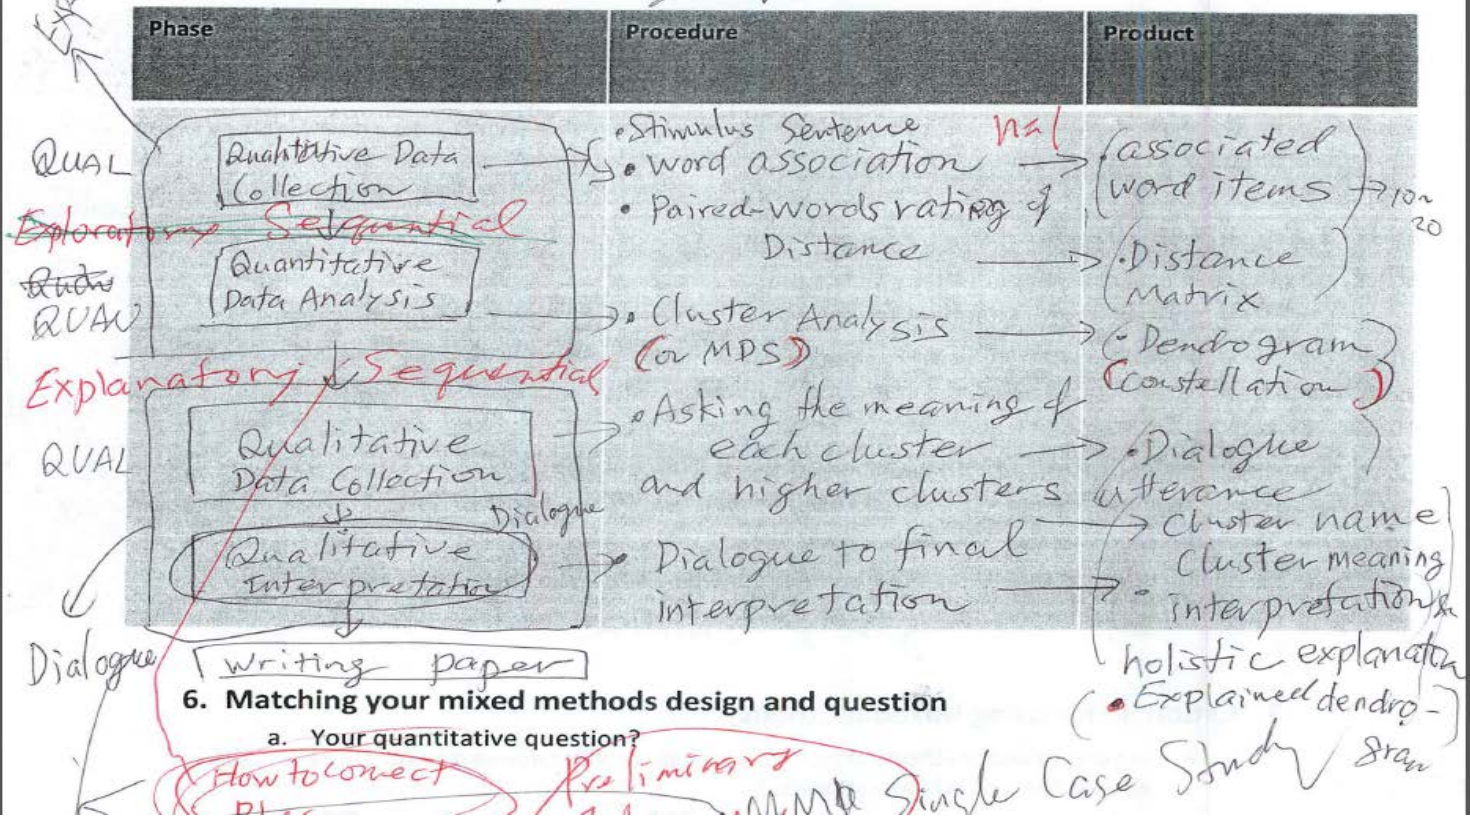 Phase Procedure Product
QUAL
Data
Collection
• Stimulus Sentence
n=1
• word association
• Paired-words rating of
Distance
• associated
word items
10~
20
Exploratory Sequential
Quantitative
Data Analysis
• Distance
Matrix
• Cluster Analysis
(or MDS)
• Dendrogram
(constellation)
Explanatory Sequential
QUAL
Qualitative
Data Collection
• Asking the meaning of
each cluster
and higher clusters
• Dialogue
utterance
Dialogue
Qualitative
Interpretation
• Dialogue to final
interpretation
Cluster name
Cluster meaning
interpretation
holistic explanation
(• Explained dendro-
gram
Dialogue
Writing paper
6. Matching your mixed methods design and question
a. Your quantitative question?
How to connect
Preliminary
Single Case Study